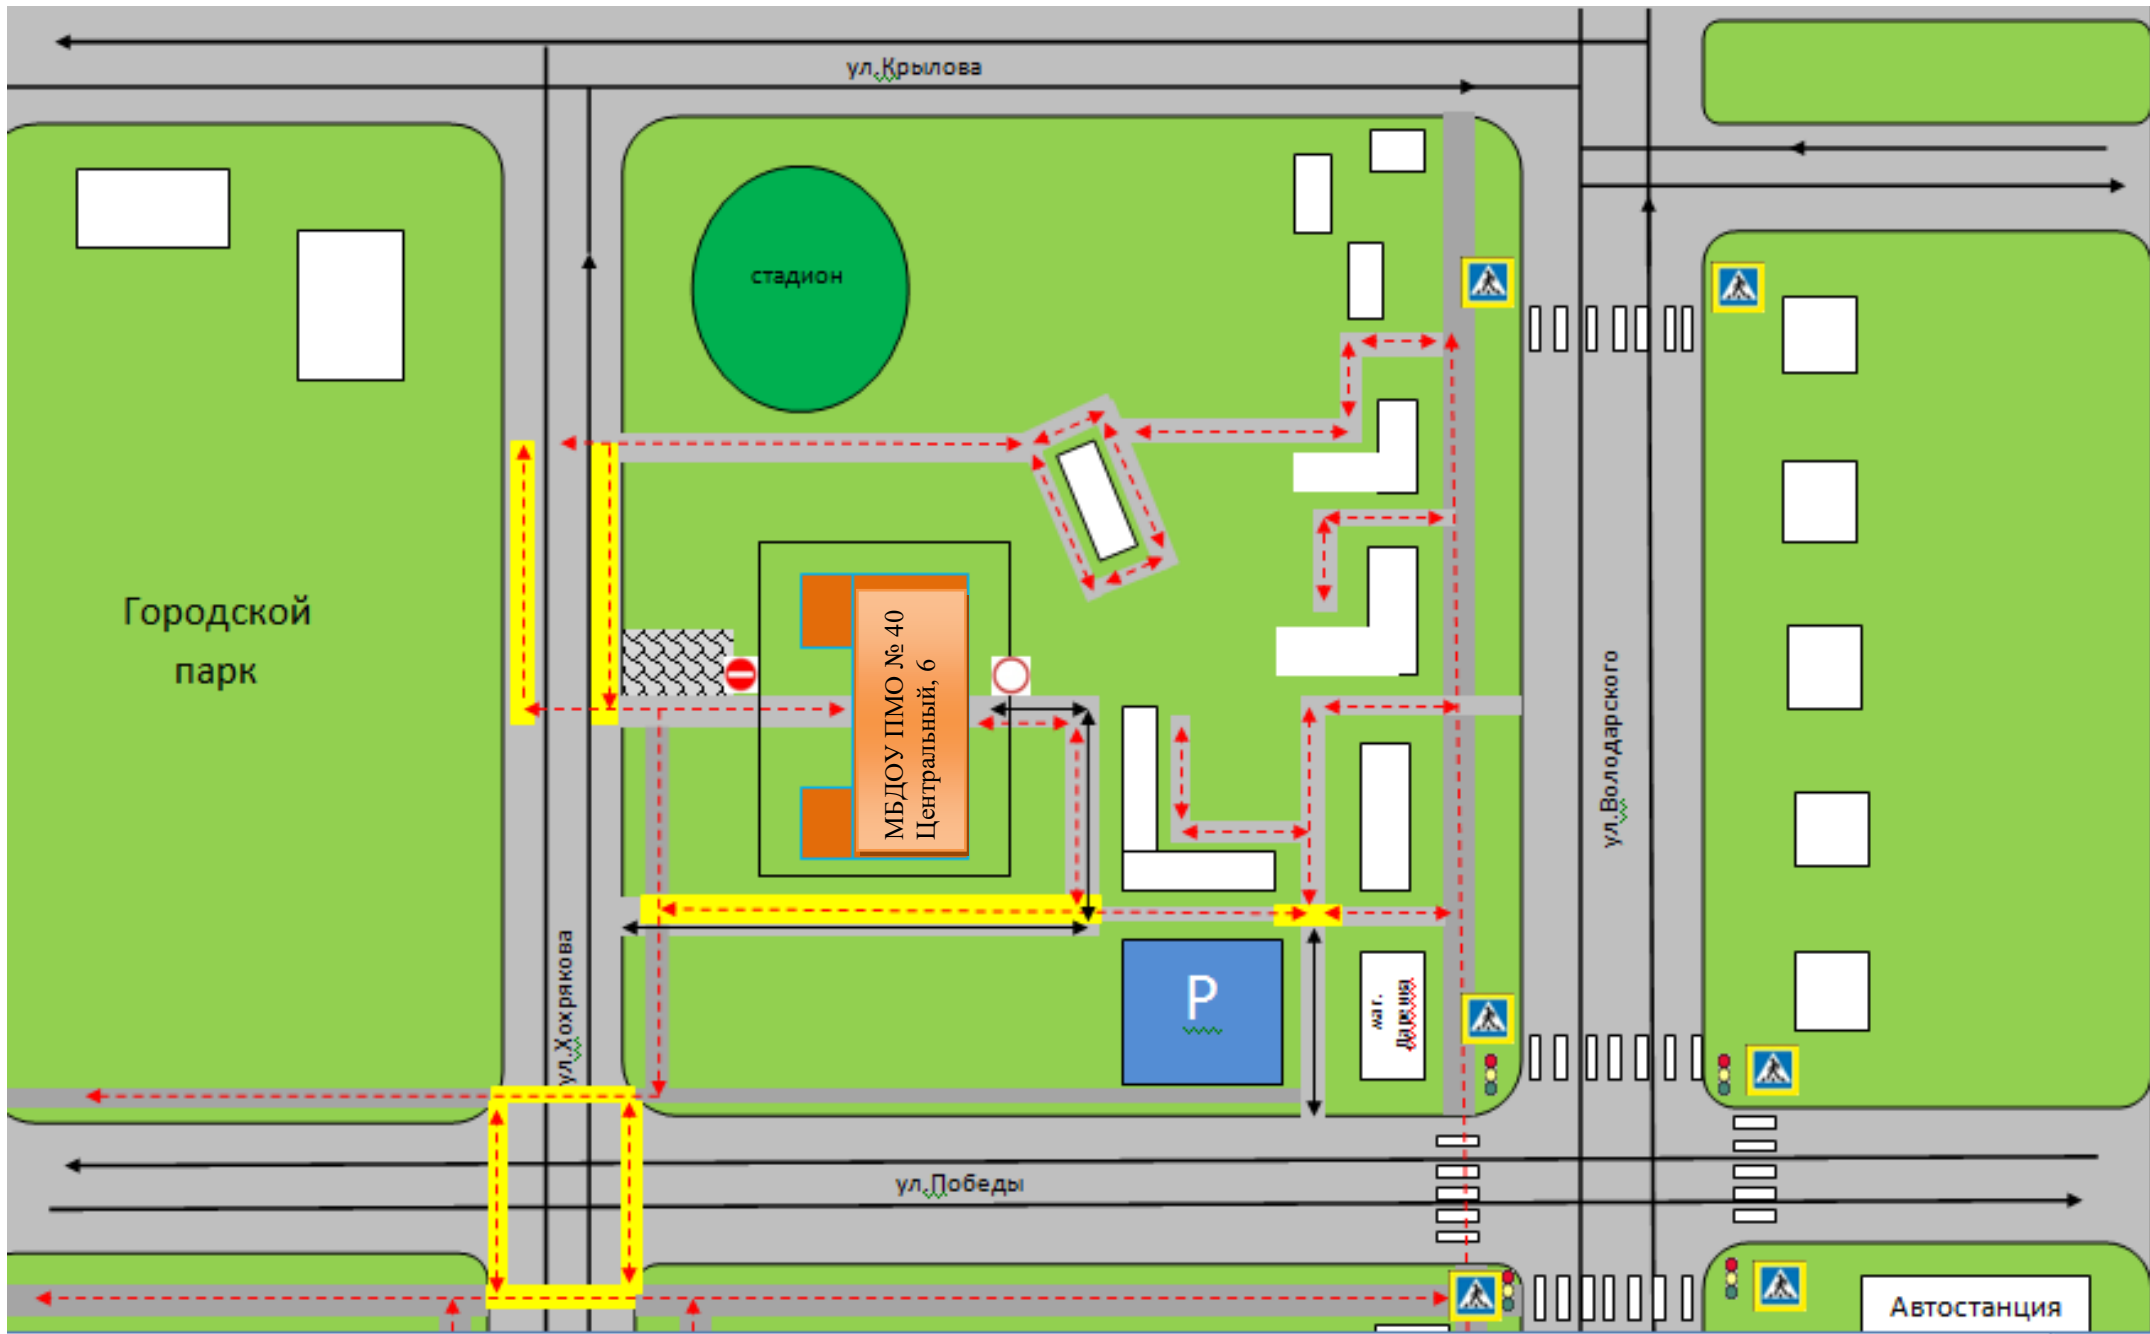 ул.Крылова
стадион
Городской
парк
МБДОУ ПМО № 40
Центральный, 6
ул.Володарского
ул.Хохрякова
Р
маг.
ул.Победы
Автостанция